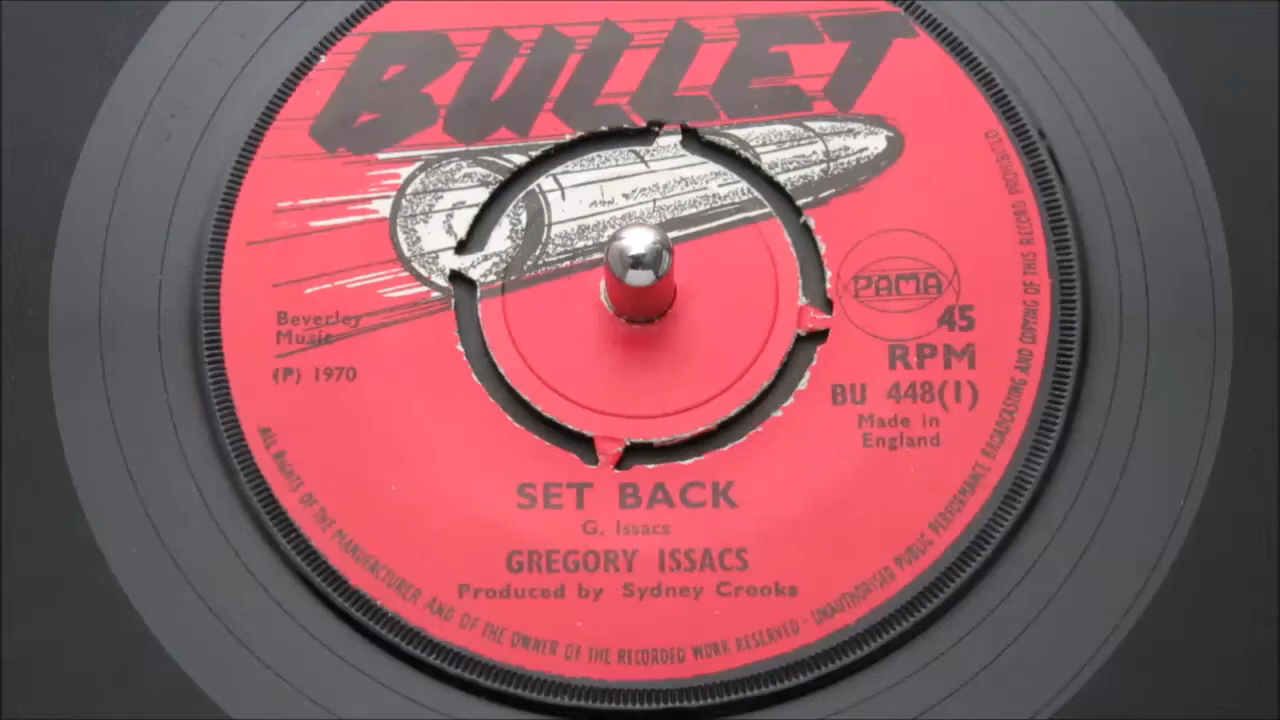 BULLET
PAMA
45
RPM
BU 448(1)
Made in
England
Beverley
Music
(P) 1970
SET BACK
G. Issacs
GREGORY ISSACS
Produced by Sydney Crooks
ALL RIGHTS OF THE MANUFACTURER AND OF THE OWNER OF THE RECORDED WORK RESERVED - UNAUTHORISED PUBLIC PERFORMANCE BROADCASTING AND COPYING OF THIS RECORD PROHIBITED